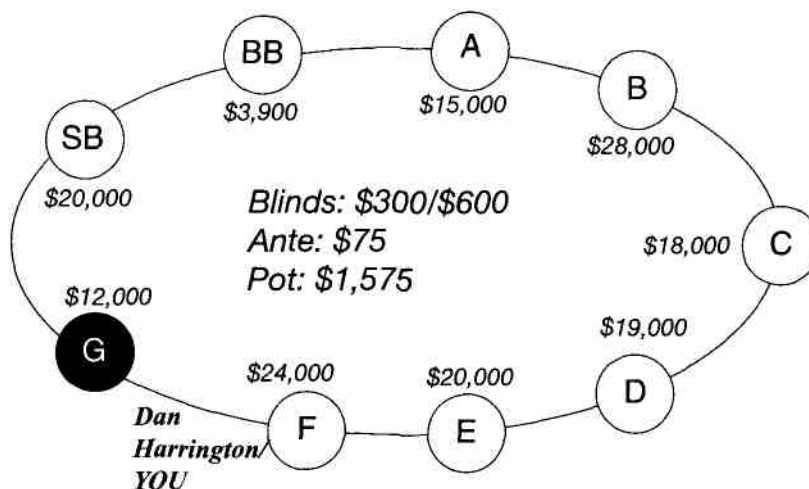 BB
$3,900
A
$15,000
B
$28,000
SB
$20,000
Blinds: $300/$600
Ante: $75
Pot: $1,575
C
$18,000
$12,000
G
$24,000
F
$20,000
E
$19,000
D
Dan
Harrington/
YOU